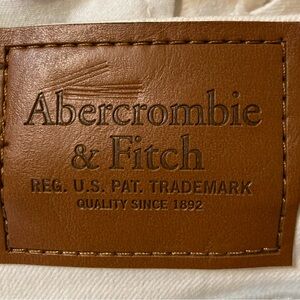 Abercrombie
& Fitch
REG. U.S. PAT. TRADEMARK
QUALITY SINCE 1892